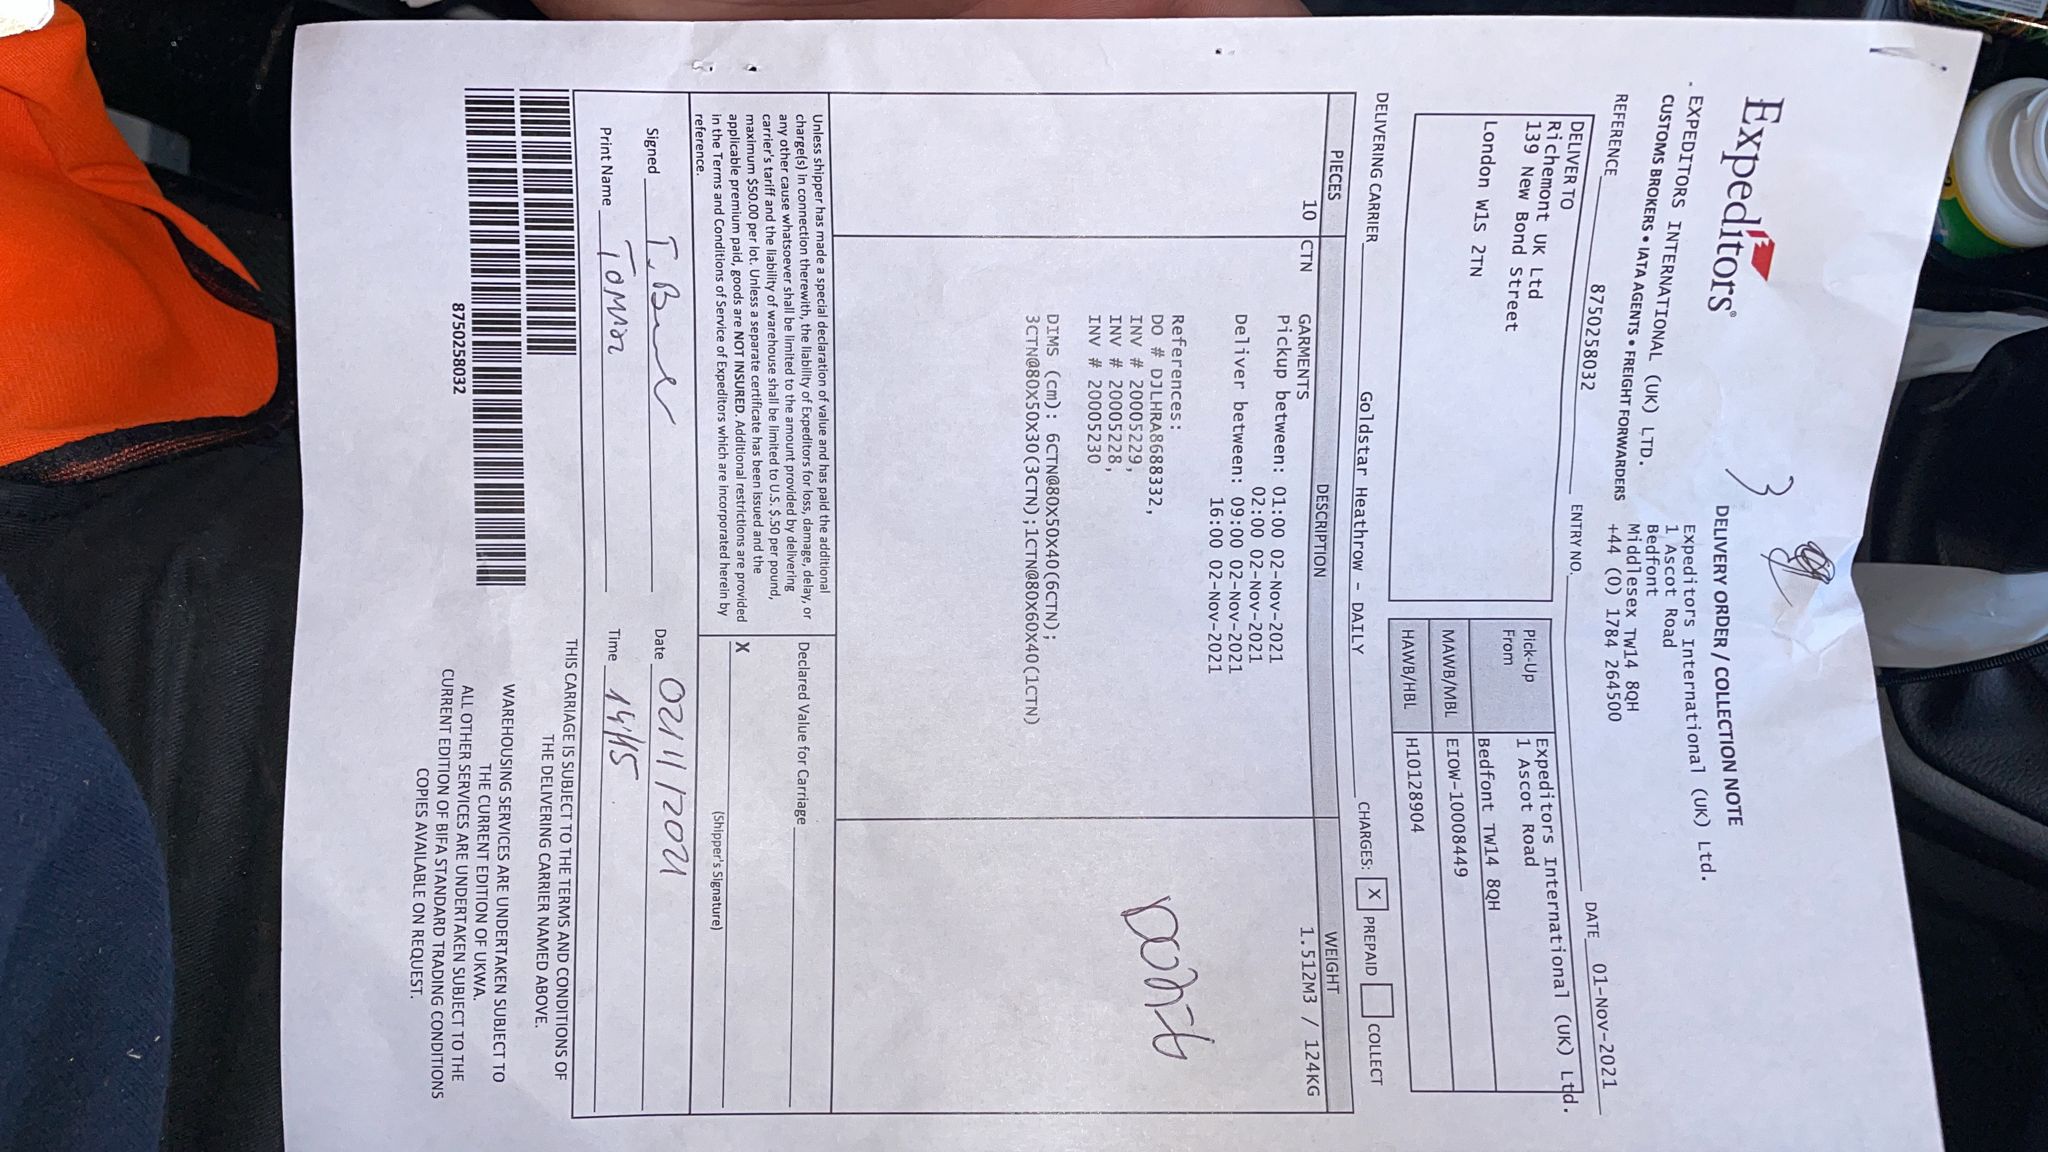 Expeditors®
3
DELIVERY ORDER / COLLECTION NOTE
. EXPEDITORS INTERNATIONAL (UK) LTD.
CUSTOMS BROKERS • IATA AGENTS • FREIGHT FORWARDERS
Expeditors International (UK) Ltd.
1 Ascot Road
Bedfont
Middlesex TW14 8QH
+44 (0) 1784 264500
REFERENCE 8750258032 ENTRY NO. DATE 01-Nov-2021
DELIVER TO
Richemont UK Ltd
139 New Bond Street
London W1S 2TN
Pick-Up From
Expeditors International (UK) Ltd.
1 Ascot Road
Bedfont TW14 8QH
MAWB/MBL EIOW-10008449
HAWB/HBL H10128904
DELIVERING CARRIER Goldstar Heathrow - DAILY CHARGES: X PREPAID COLLECT
PIECES DESCRIPTION WEIGHT
10 CTN GARMENTS 1.512M3 / 124KG
Pickup between: 01:00 02-Nov-2021
02:00 02-Nov-2021
Deliver between: 09:00 02-Nov-2021
16:00 02-Nov-2021
References:
DO # DJLHRA8688332,
INV # 20005229,
INV # 20005228,
INV # 20005230
DIMS (cm): 6CTN@80X50X40(6CTN);
3CTN@80X50X30(3CTN);1CTN@80X60X40(1CTN)
Unless shipper has made a special declaration of value and has paid the additional
charge(s) in connection therewith, the liability of Expeditors for loss, damage, delay, or
any other cause whatsoever shall be limited to the amount provided by delivering
carrier's tariff and the liability of warehouse shall be limited to U.S. $.50 per pound,
maximum $50.00 per lot. Unless a separate certificate has been issued and the
applicable premium paid, goods are NOT INSURED. Additional restrictions are provided
in the Terms and Conditions of Service of Expeditors which are incorporated herein by
reference.
Declared Value for Carriage
X
(Shipper's Signature)
Signed Date 02/11/2021
Print Name Time 14:15
THIS CARRIAGE IS SUBJECT TO THE TERMS AND CONDITIONS OF
THE DELIVERING CARRIER NAMED ABOVE.
8750258032
WAREHOUSING SERVICES ARE UNDERTAKEN SUBJECT TO
THE CURRENT EDITION OF UKWA.
ALL OTHER SERVICES ARE UNDERTAKEN SUBJECT TO THE
CURRENT EDITION OF BIFA STANDARD TRADING CONDITIONS
COPIES AVAILABLE ON REQUEST.